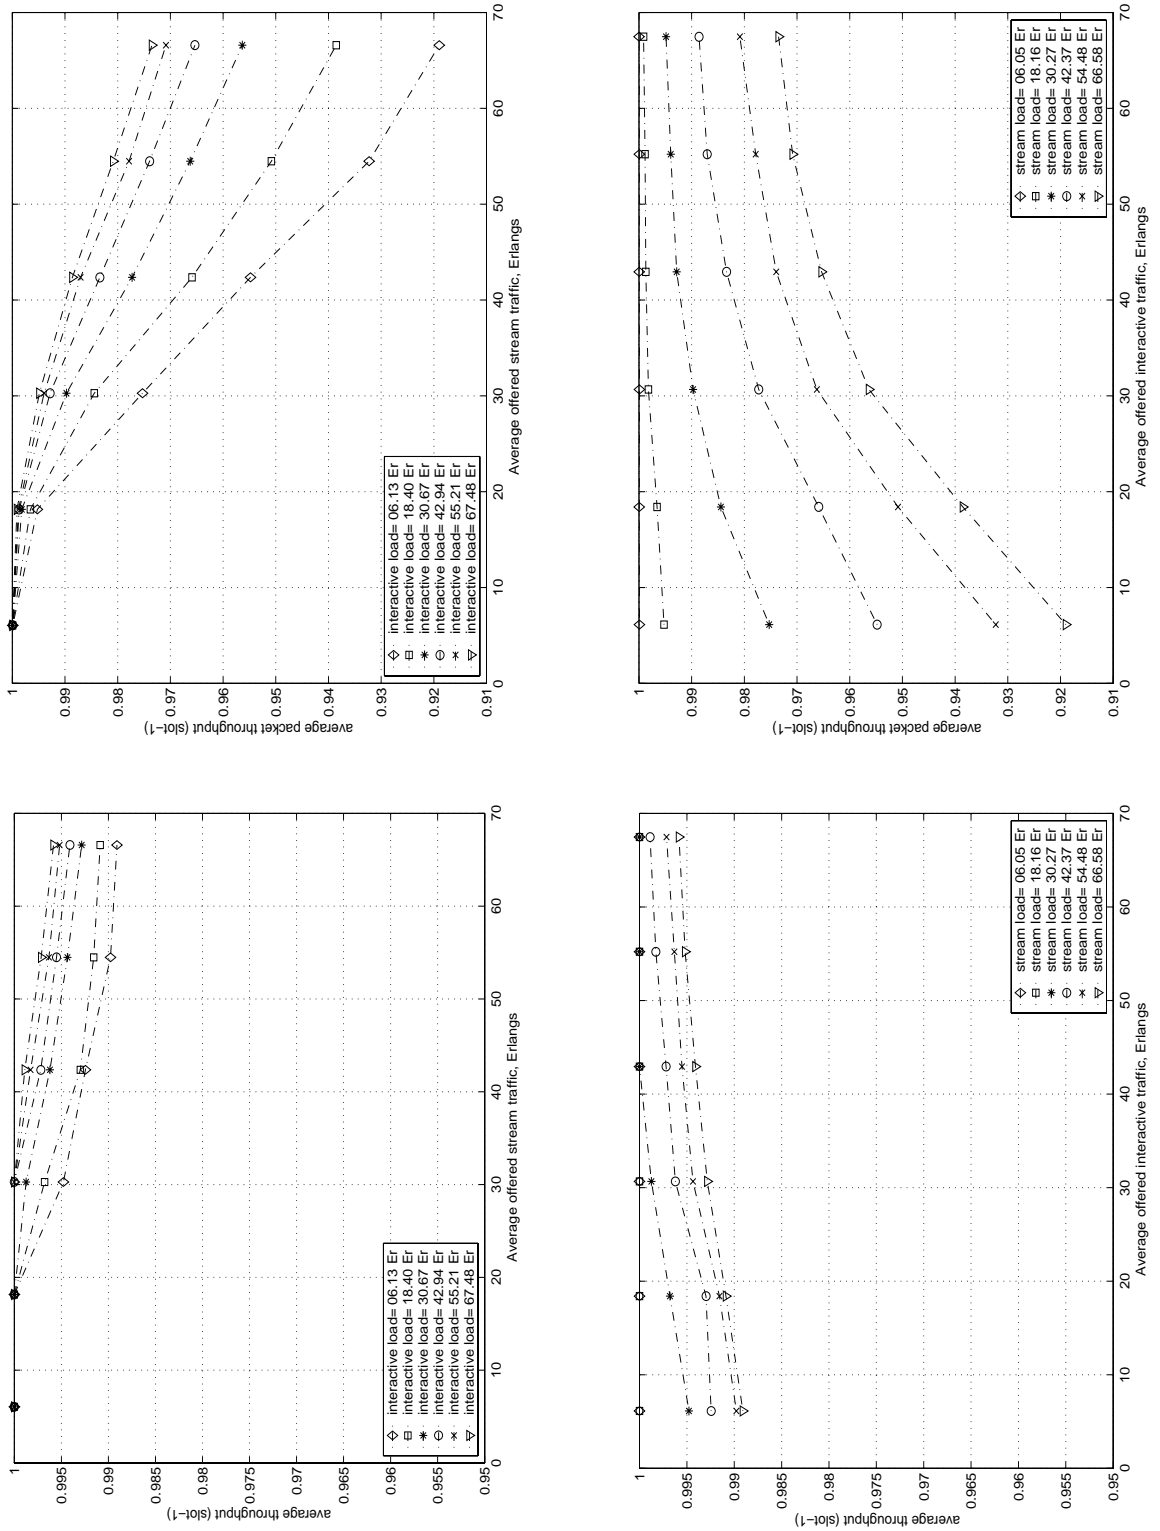 1
0.995
0.99
0.985
0.98
0.975
0.97
0.965
0.96
0.955
0.95
average throughput (slot−1)
0 10 20 30 40 50 60 70
Average offered stream traffic, Erlangs
interactive load= 06.13 Er
interactive load= 18.40 Er
interactive load= 30.67 Er
interactive load= 42.94 Er
interactive load= 55.21 Er
interactive load= 67.48 Er
1
0.99
0.98
0.97
0.96
0.95
0.94
0.93
0.92
0.91
average packet throughput (slot−1)
0 10 20 30 40 50 60 70
Average offered stream traffic, Erlangs
interactive load= 06.13 Er
interactive load= 18.40 Er
interactive load= 30.67 Er
interactive load= 42.94 Er
interactive load= 55.21 Er
interactive load= 67.48 Er
1
0.995
0.99
0.985
0.98
0.975
0.97
0.965
0.96
0.955
0.95
average throughput (slot−1)
0 10 20 30 40 50 60 70
Average offered interactive traffic, Erlangs
stream load= 06.05 Er
stream load= 18.16 Er
stream load= 30.27 Er
stream load= 42.37 Er
stream load= 54.48 Er
stream load= 66.58 Er
1
0.99
0.98
0.97
0.96
0.95
0.94
0.93
0.92
0.91
average packet throughput (slot−1)
0 10 20 30 40 50 60 70
Average offered interactive traffic, Erlangs
stream load= 06.05 Er
stream load= 18.16 Er
stream load= 30.27 Er
stream load= 42.37 Er
stream load= 54.48 Er
stream load= 66.58 Er